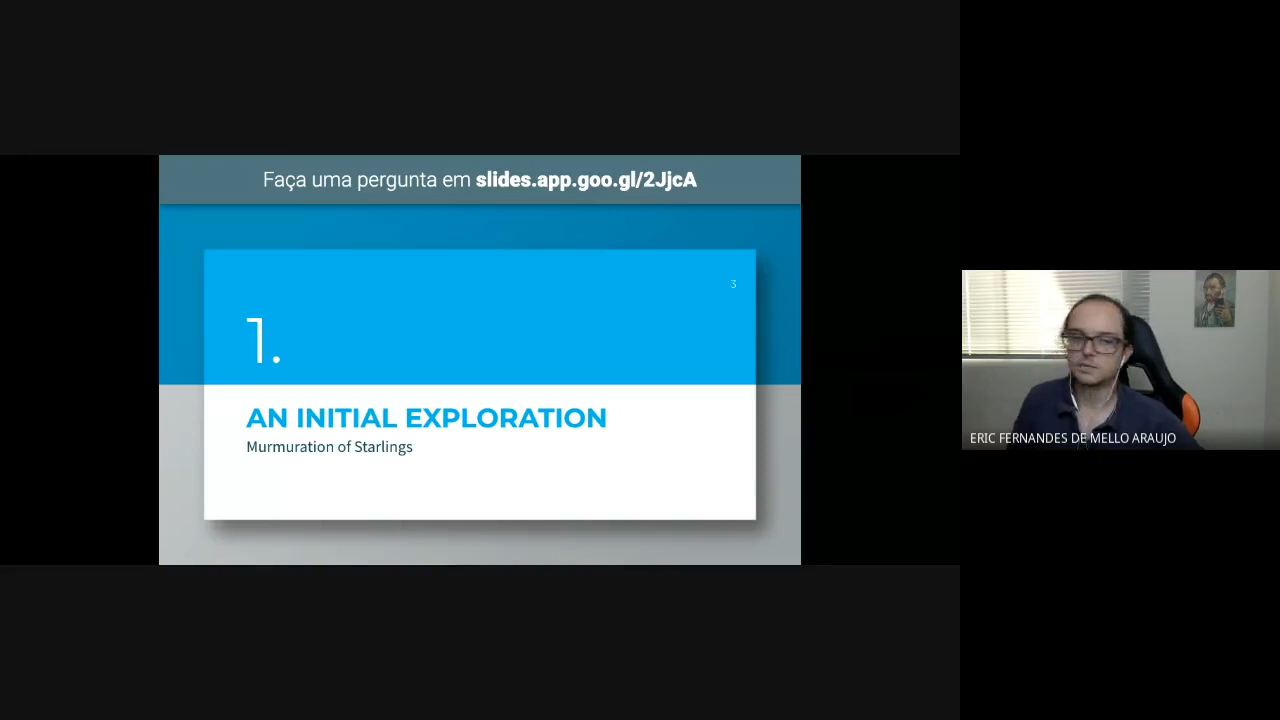 Faça uma pergunta em slides.app.goo.gl/2JjcA
3
1.
AN INITIAL EXPLORATION
Murmuration of Starlings
ERIC FERNANDES DE MELLO ARAUJO